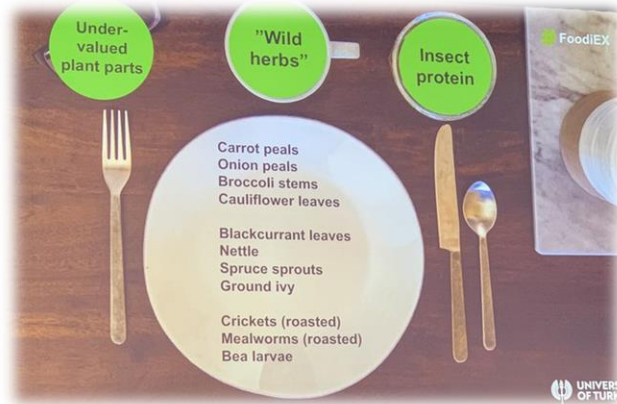 Under-
valued
plant parts
"Wild
herbs"
Insect
protein
# FoodiEX
Carrot peals
Onion peals
Broccoli stems
Cauliflower leaves
Blackcurrant leaves
Nettle
Spruce sprouts
Ground ivy
Crickets (roasted)
Mealworms (roasted)
Bea larvae